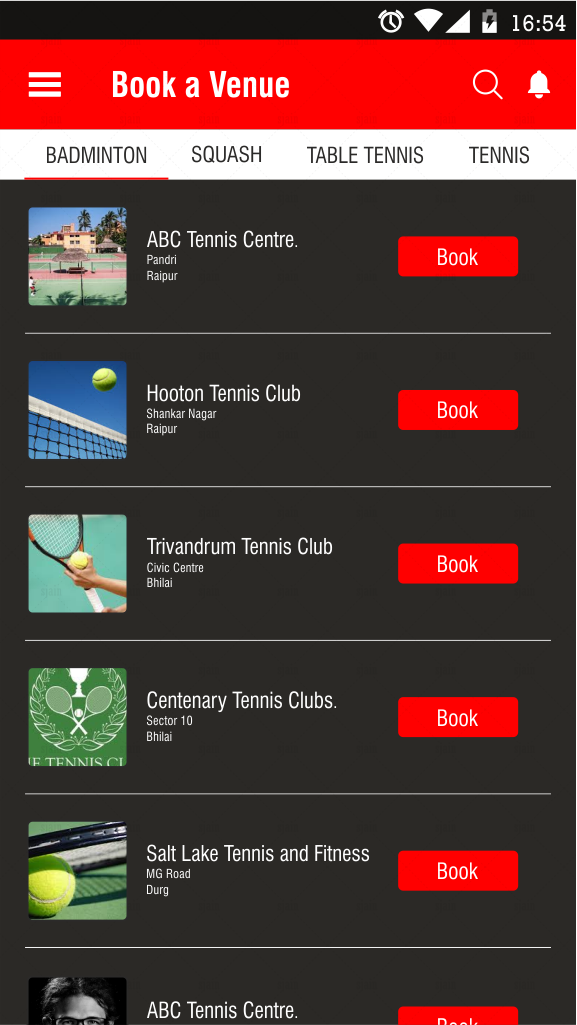 16:54
Book a Venue
BADMINTON SQUASH TABLE TENNIS TENNIS
ABC Tennis Centre.
Pandri
Raipur
Book
Hooton Tennis Club
Shankar Nagar
Raipur
Book
Trivandrum Tennis Club
Civic Centre
Bhilai
Book
TENNIS
Centenary Tennis Clubs.
Sector 10
Bhilai
Book
Salt Lake Tennis and Fitness
MG Road
Durg
Book
ABC Tennis Centre.
Book